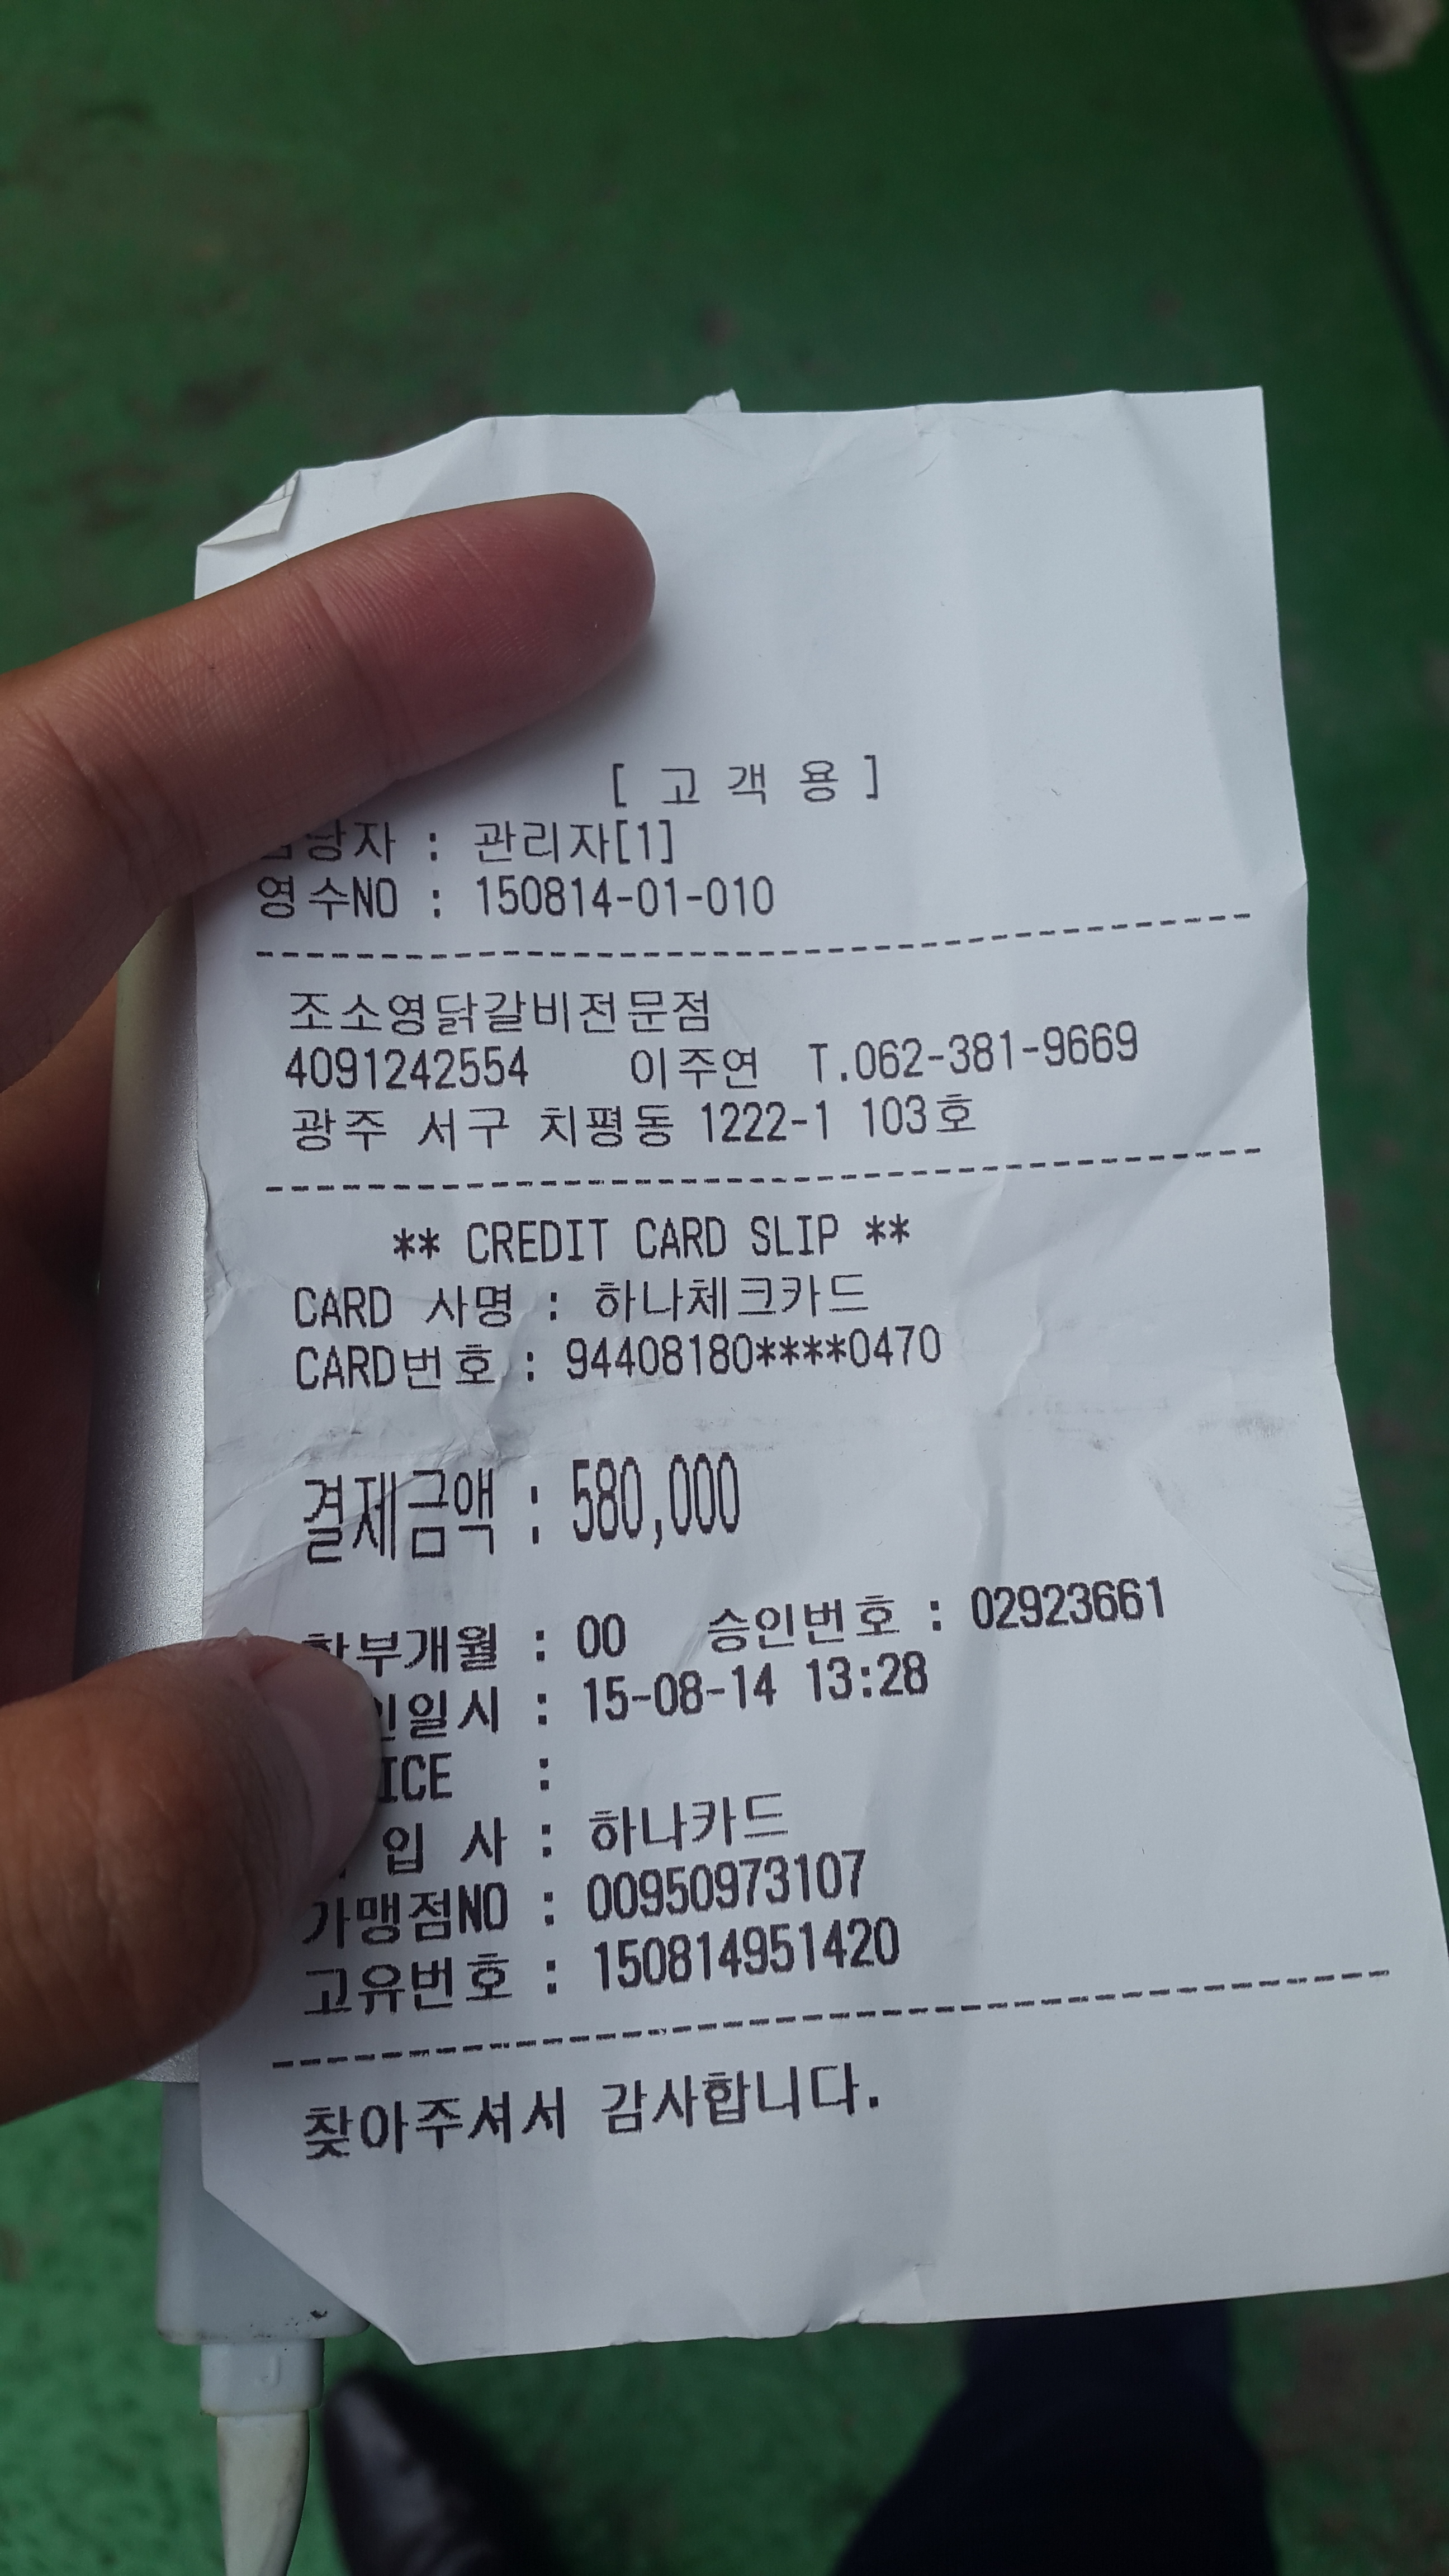 [ 고 객 용 ]
담당자 : 관리자[1]
영수NO : 150814-01-010
조소영닭갈비전문점
4091242554 이주연 T.062-381-9669
광주 서구 치평동 1222-1 103호
** CREDIT CARD SLIP **
CARD 사명 : 하나체크카드
CARD번호 : 94408180****0470
결제금액 : 580,000
할부개월 : 00 승인번호 : 02923661
인일시 : 15-08-14 13:28
ICE :
입 사 : 하나카드
가맹점NO : 00950973107
고유번호 : 150814951420
찾아주셔서 감사합니다.